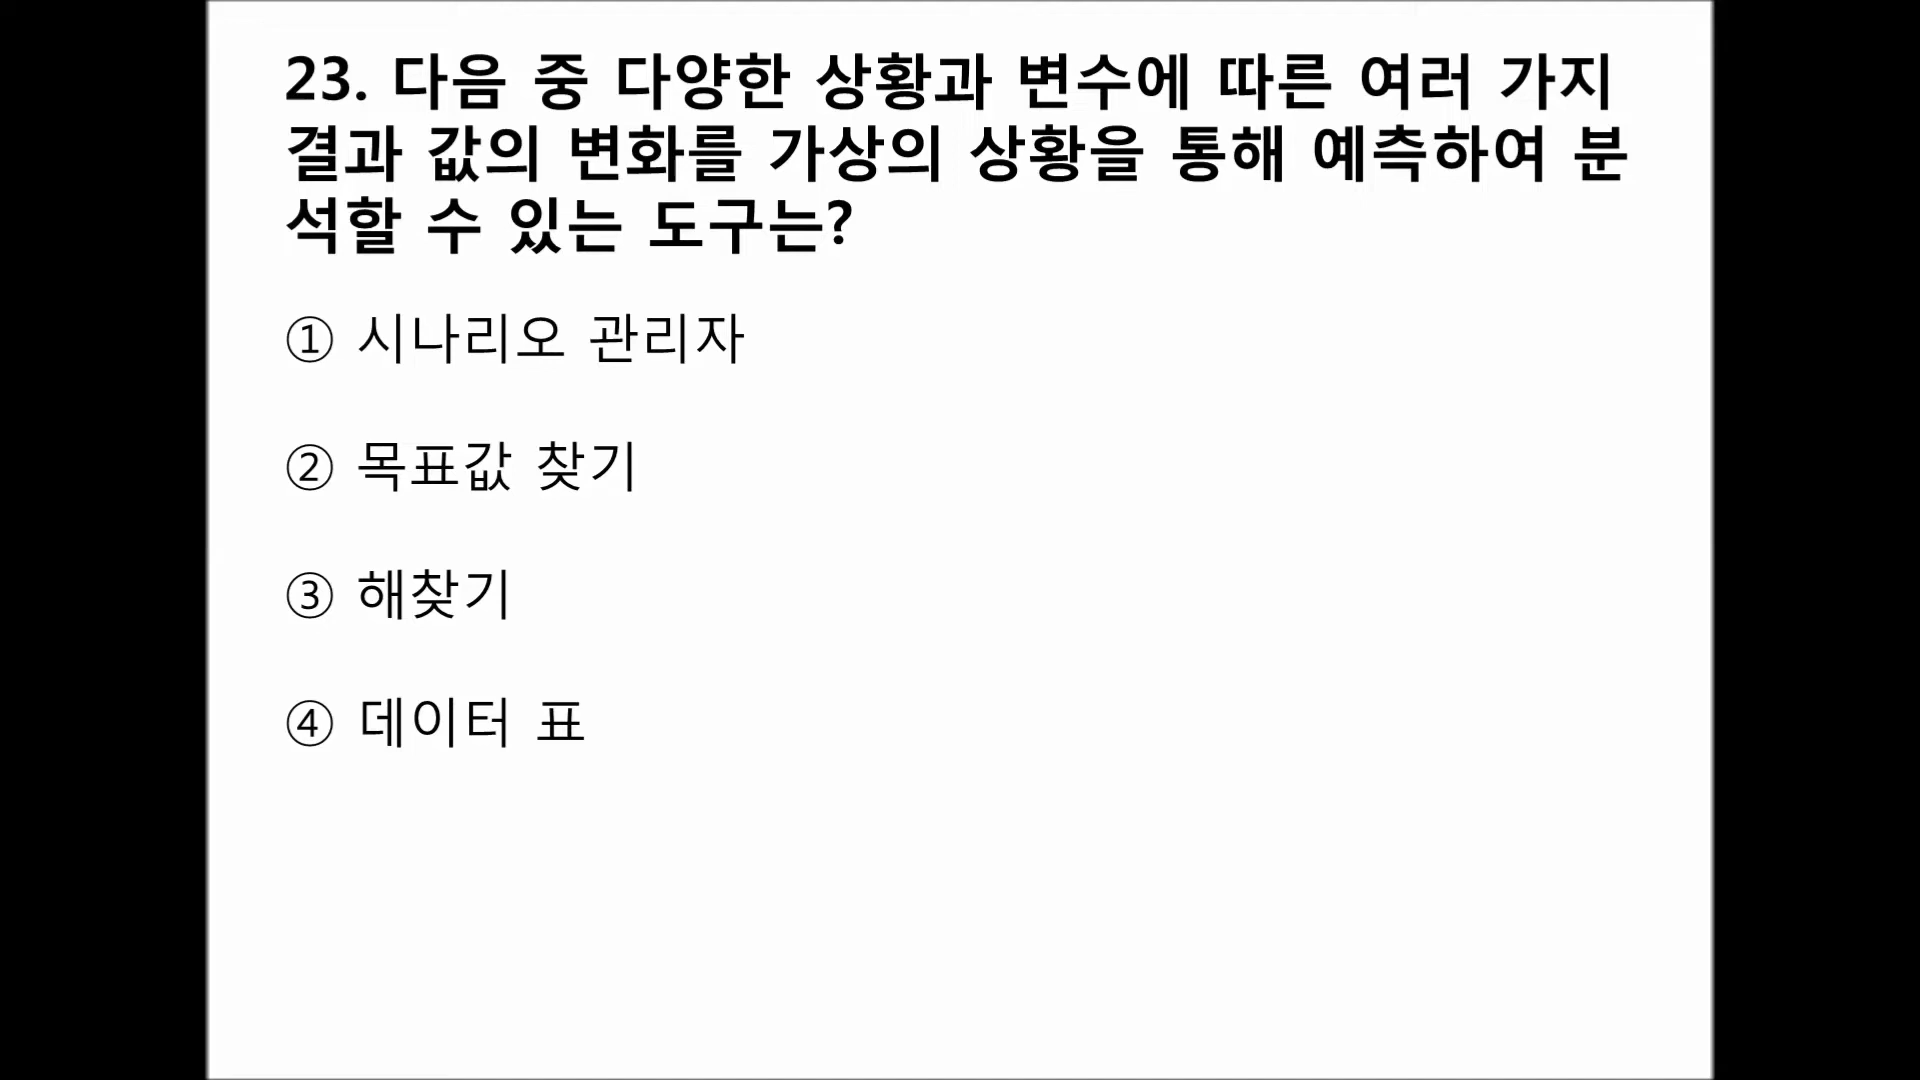 23. 다음 중 다양한 상황과 변수에 따른 여러 가지
결과 값의 변화를 가상의 상황을 통해 예측하여 분
석할 수 있는 도구는?
① 시나리오 관리자
② 목표값 찾기
③ 해찾기
④ 데이터 표